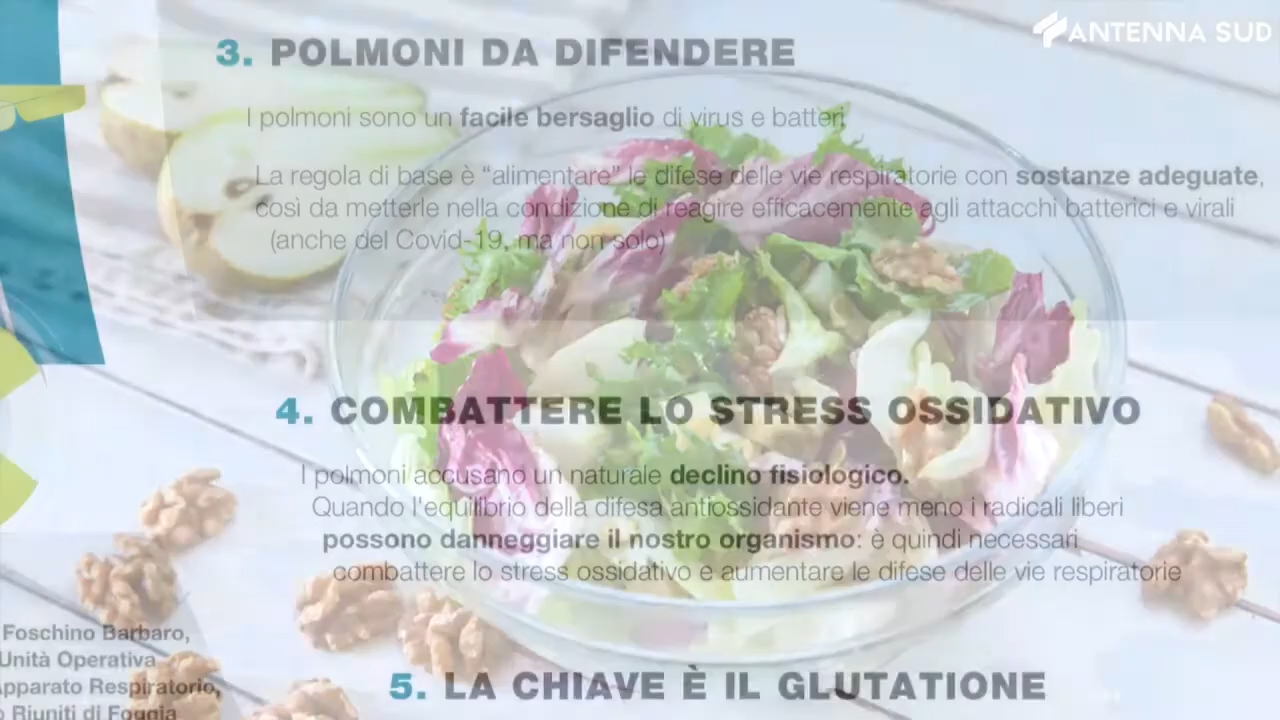 ANTENNA SUD
3. POLMONI DA DIFENDERE
I polmoni sono un facile bersaglio di virus e batteri
La regola di base è “alimentare” le difese delle vie respiratorie con sostanze adeguate,
così da metterle nella condizione di reagire efficacemente agli attacchi batterici e virali
(anche del Covid-19, ma non solo)
4. COMBATTERE LO STRESS OSSIDATIVO
I polmoni accusano un naturale declino fisiologico.
Quando l'equilibrio della difesa antiossidante viene meno i radicali liberi
possono danneggiare il nostro organismo: è quindi necessari
combattere lo stress ossidativo e aumentare le difese delle vie respiratorie
Foschino Barbaro,
Unità Operativa
Apparato Respiratorio,
o Riuniti di Foggia
5. LA CHIAVE È IL GLUTATIONE